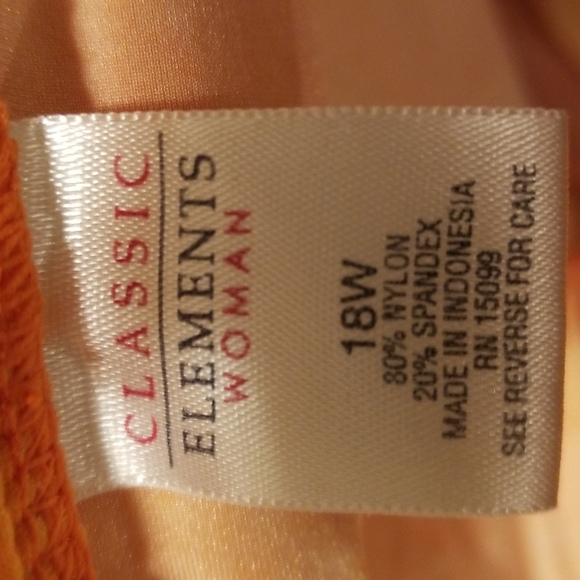 CLASSIC
ELEMENTS
WOMAN
18W
80% NYLON
20% SPANDEX
MADE IN INDONESIA
RN 15099
SEE REVERSE FOR CARE